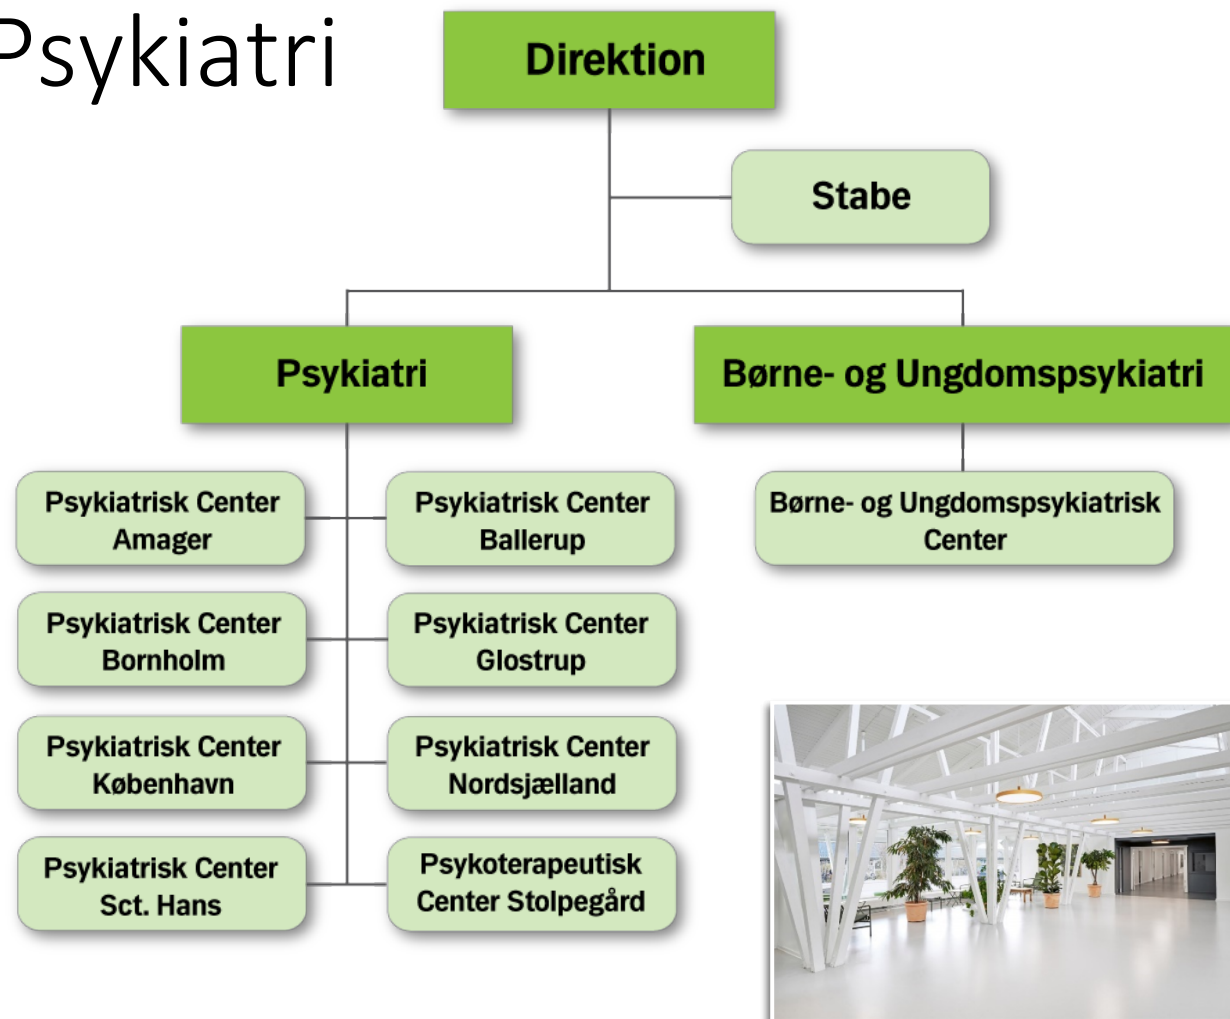 Psykiatri
Direktion
Stabe
Psykiatri
Børne- og Ungdomspsykiatri
Psykiatrisk Center
Amager
Psykiatrisk Center
Ballerup
Børne- og Ungdomspsykiatrisk
Center
Psykiatrisk Center
Bornholm
Psykiatrisk Center
Glostrup
Psykiatrisk Center
København
Psykiatrisk Center
Nordsjælland
Psykiatrisk Center
Sct. Hans
Psykoterapeutisk
Center Stolpegård